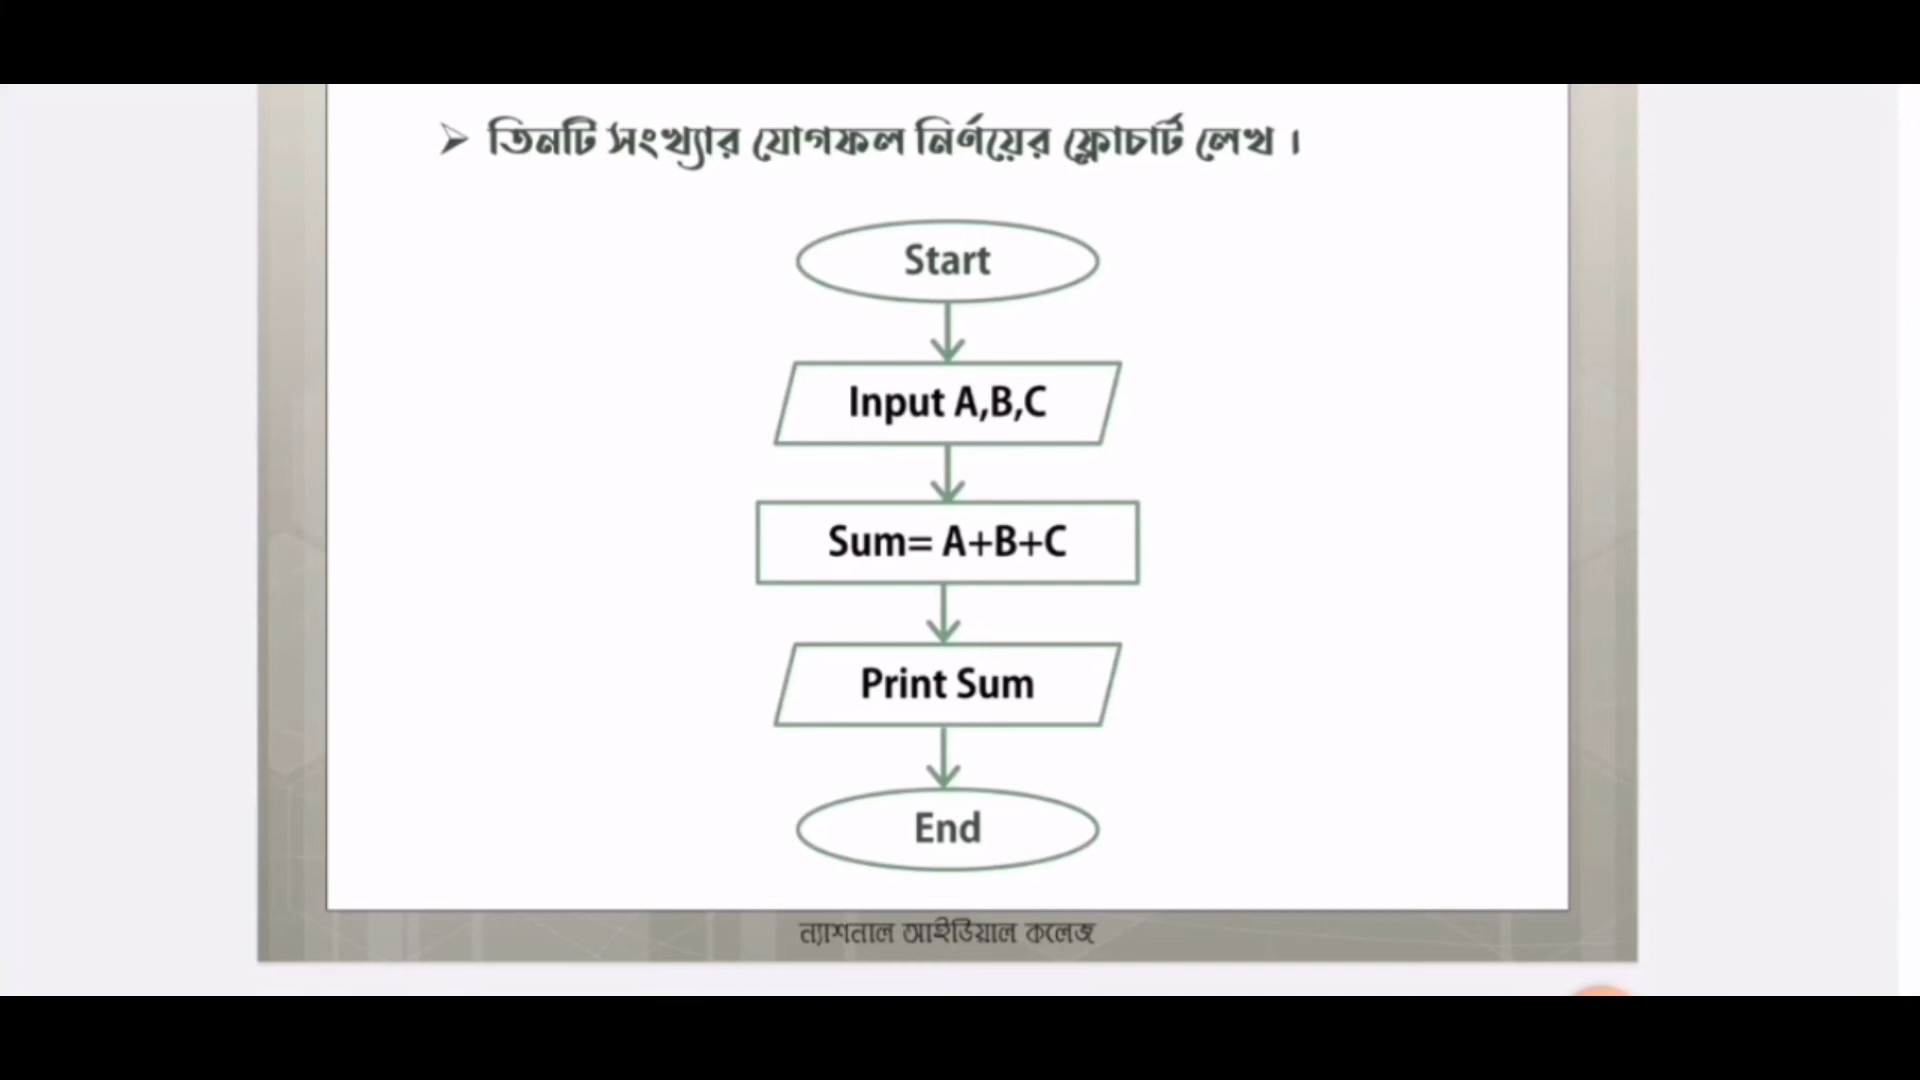 ➢ তিনটি সংখ্যার যোগফল নির্ণয়ের ফ্লোচার্ট লেখ।
Start
Input A,B,C
Sum= A+B+C
Print Sum
End
ন্যাশনাল আইডিয়াল কলেজ